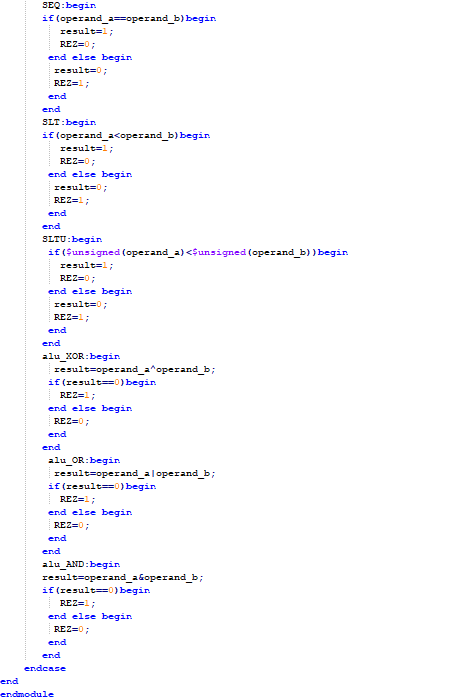 SEQ:begin
if(operand_a==operand_b)begin
result=1;
REZ=0;
end else begin
result=0;
REZ=1;
end
end
SLT:begin
if(operand_a<operand_b)begin
result=1;
REZ=0;
end else begin
result=0;
REZ=1;
end
end
SLTU:begin
if($unsigned(operand_a)<$unsigned(operand_b))begin
result=1;
REZ=0;
end else begin
result=0;
REZ=1;
end
end
alu_XOR:begin
result=operand_a^operand_b;
if(result==0)begin
REZ=1;
end else begin
REZ=0;
end
end
alu_OR:begin
result=operand_a|operand_b;
if(result==0)begin
REZ=1;
end else begin
REZ=0;
end
end
alu_AND:begin
result=operand_a&operand_b;
if(result==0)begin
REZ=1;
end else begin
REZ=0;
end
end
endcase
end
endmodule